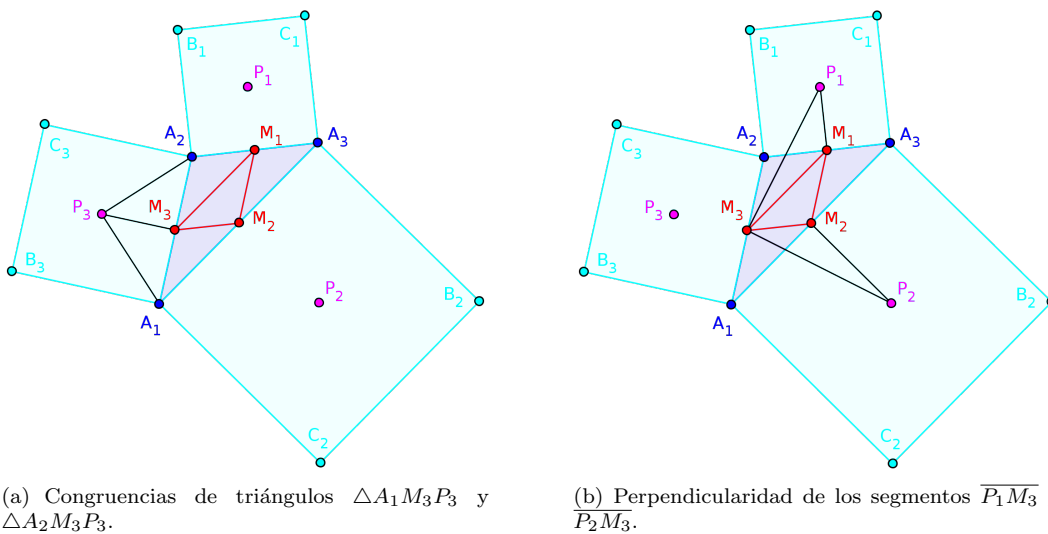 C₁
B₁
P₁
A₂
M₁
A₃
C₃
P₃
M₃
M₂
B₃
P₂
B₂
A₁
C₂
(a) Congruencias de triángulos △A₁M₃P₃ y
△A₂M₃P₃.
C₁
B₁
P₁
A₂
M₁
A₃
C₃
P₃
M₃
M₂
B₃
P₂
B₂
A₁
C₂
(b) Perpendicularidad de los segmentos P₁M₃
P₂M₃.